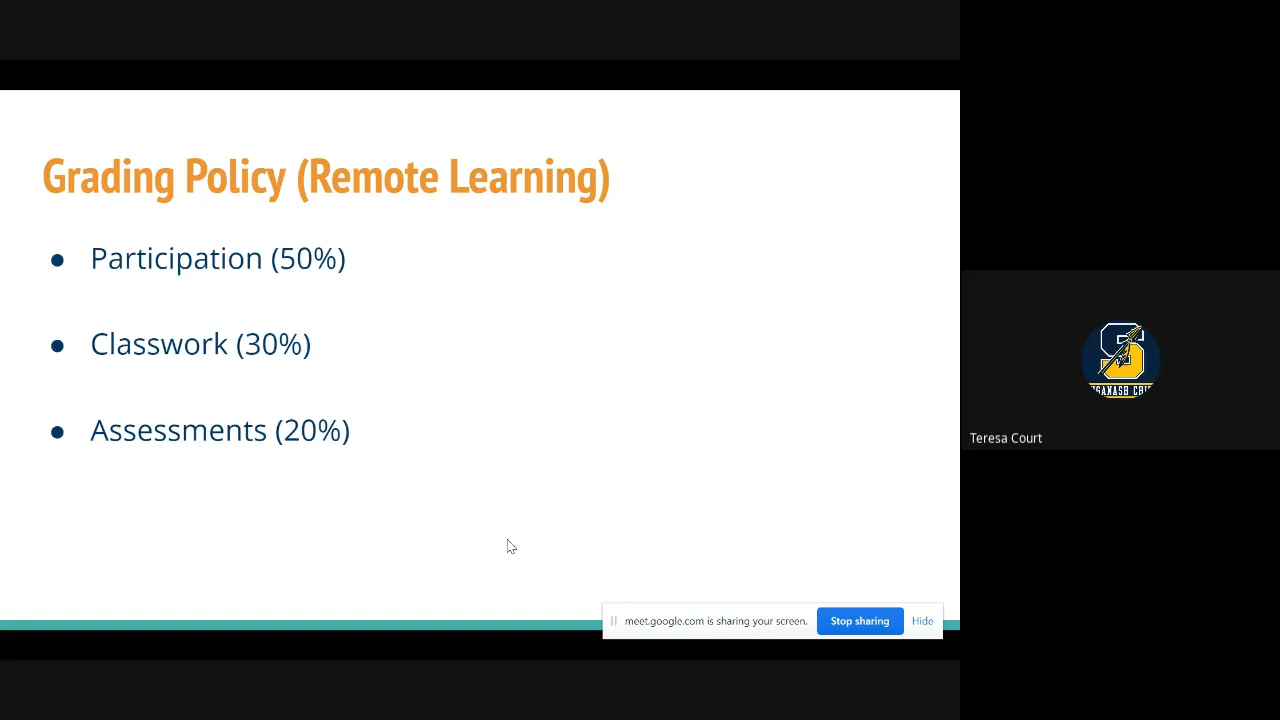 Grading Policy (Remote Learning)
● Participation (50%)
● Classwork (30%)
● Assessments (20%)
meet.google.com is sharing your screen. Stop sharing Hide
S
Teresa Court